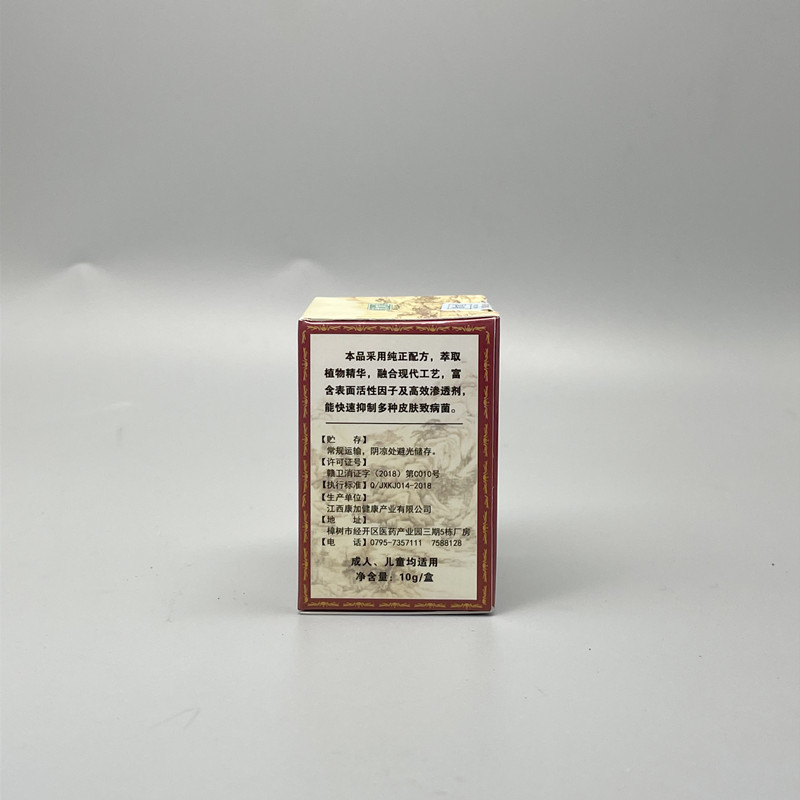 本品采用纯正配方，萃取
植物精华，融合现代工艺，富
含表面活性因子及高效渗透剂，
能快速抑制多种皮肤致病菌。
【贮　存】
常规运输，阴凉处避光储存。
【许可证号】
赣卫消证字（2018）第C010号
【执行标准】Q/JXKJ014-2018
【生产单位】
江西康加健康产业有限公司
【地　址】
樟树市经开区医药产业园三期5栋厂房
【电　话】0795-7357111　7588128
成人、儿童均适用
净含量：10g/盒